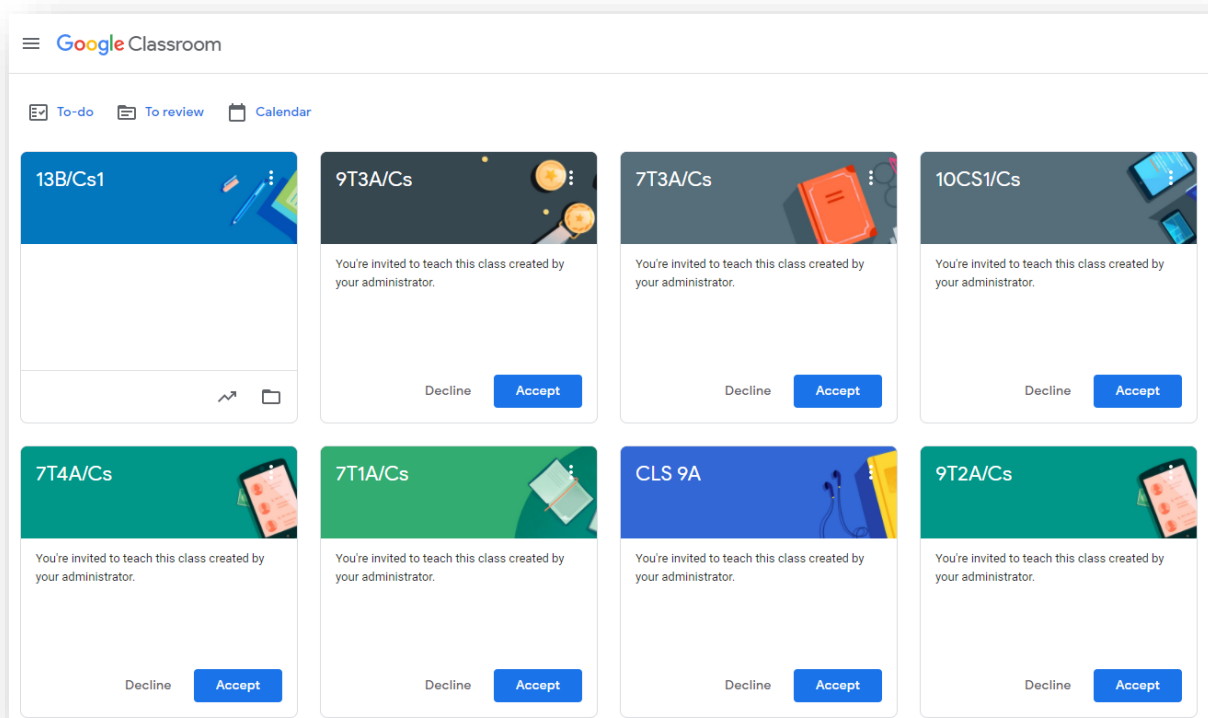 Google Classroom
To-do To review Calendar
13B/Cs1
9T3A/Cs
You're invited to teach this class created by
your administrator.
Decline Accept
7T3A/Cs
You're invited to teach this class created by
your administrator.
Decline Accept
10CS1/Cs
You're invited to teach this class created by
your administrator.
Decline Accept
7T4A/Cs
You're invited to teach this class created by
your administrator.
Decline Accept
7T1A/Cs
You're invited to teach this class created by
your administrator.
Decline Accept
CLS 9A
You're invited to teach this class created by
your administrator.
Decline Accept
9T2A/Cs
You're invited to teach this class created by
your administrator.
Decline Accept